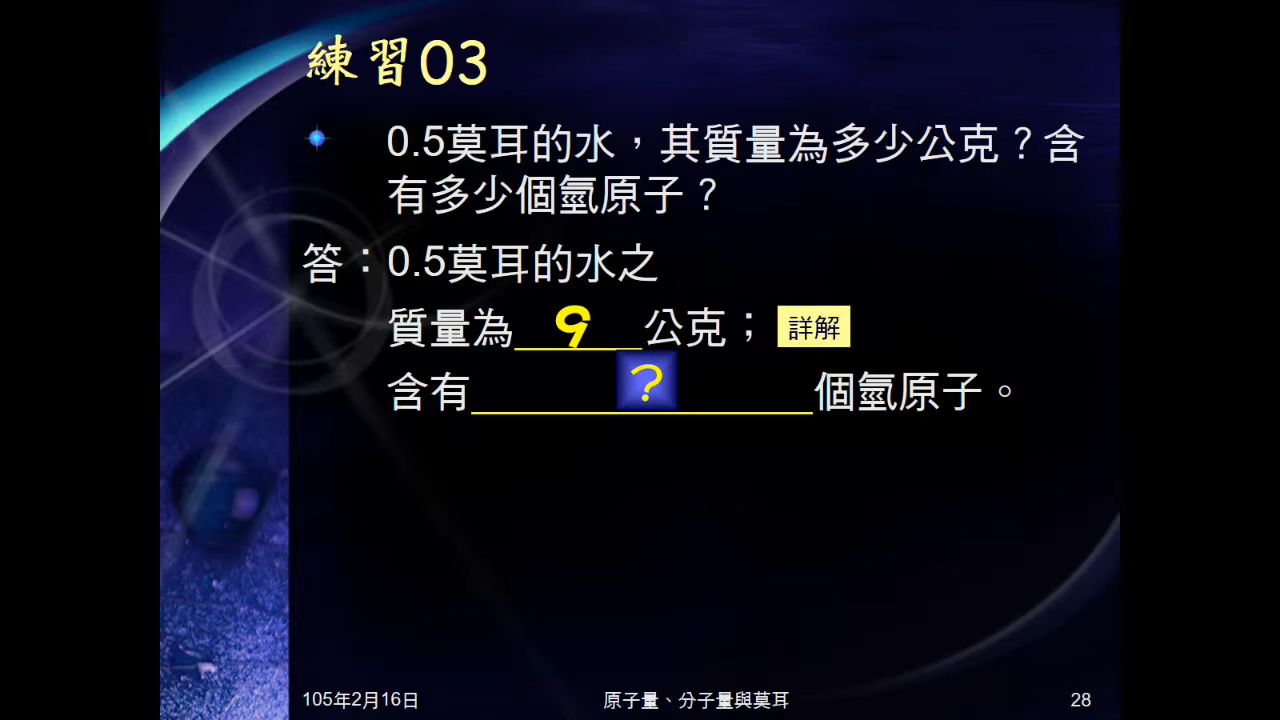 練習03
0.5莫耳的水，其質量為多少公克？含
有多少個氫原子？
答：0.5莫耳的水之
質量為 9 公克； 詳解
含有 ？ 個氫原子。
105年2月16日 原子量、分子量與莫耳 28